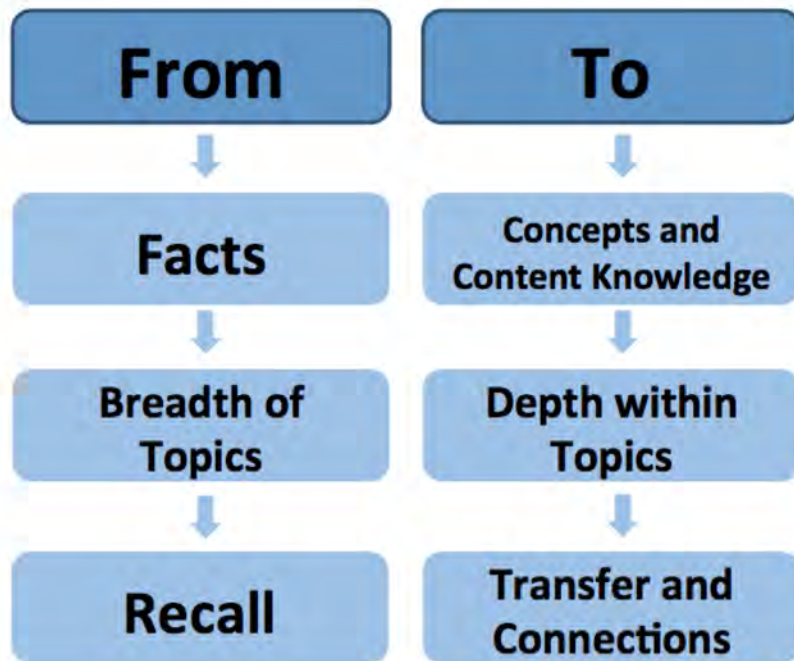 From
To
Facts
Concepts and
Content Knowledge
Breadth of
Topics
Depth within
Topics
Recall
Transfer and
Connections